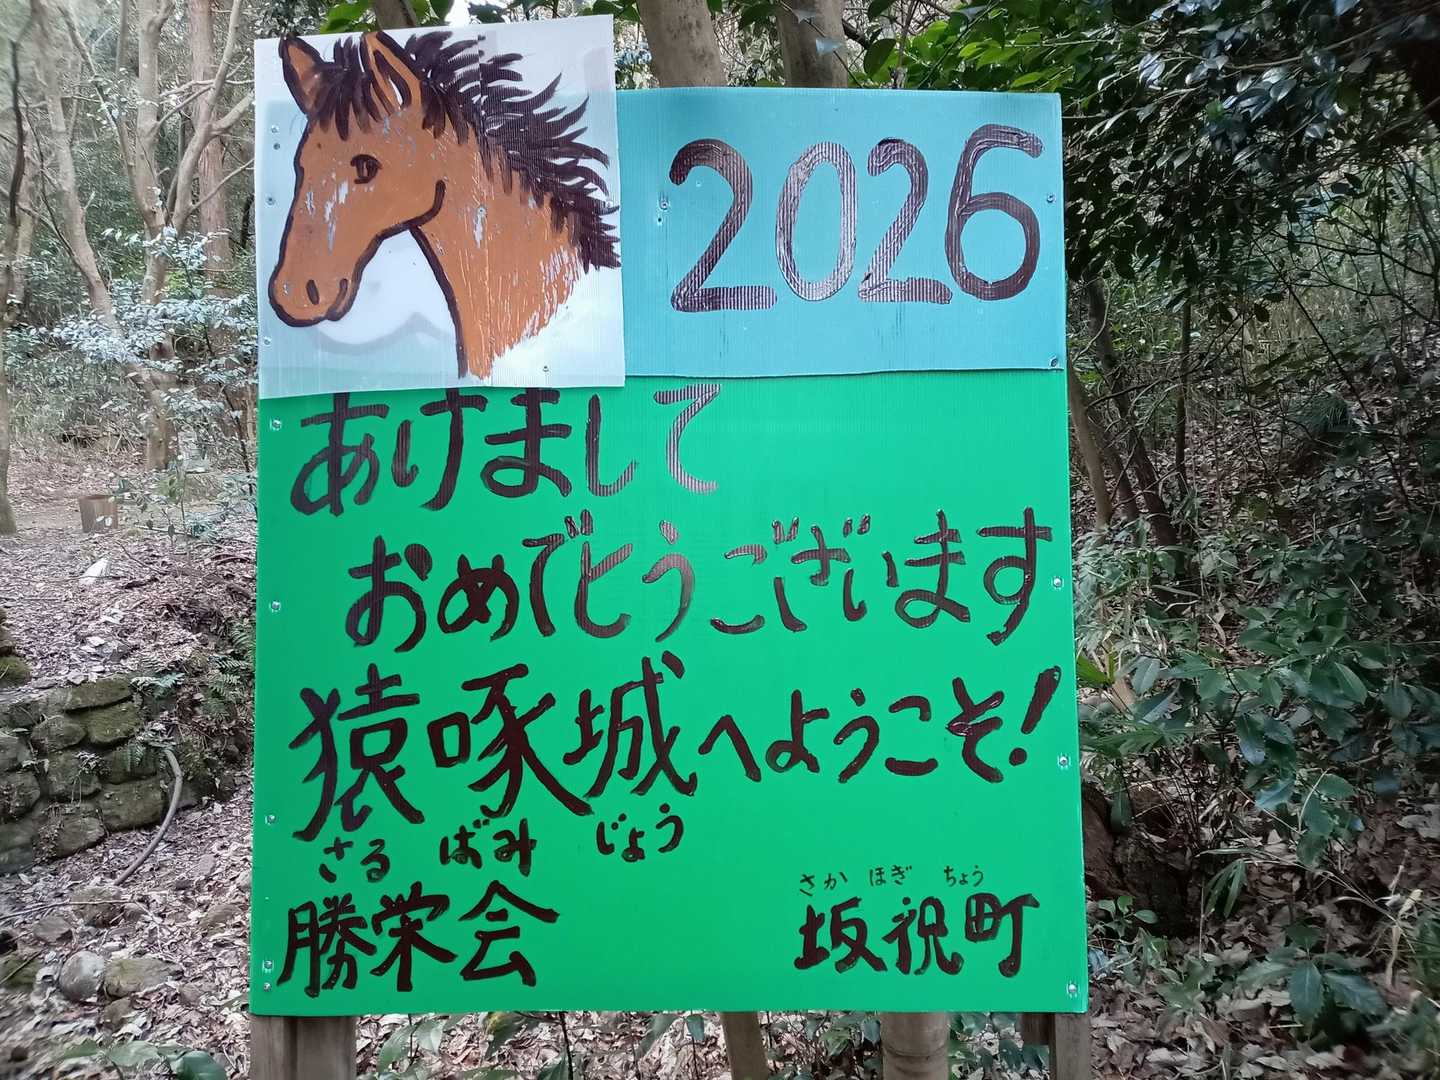 2026
あけまして
おめでとうございます
猿啄城へようこそ!
さる ばみ じょう
勝栄会
さか ほぎ ちょう
坂祝町